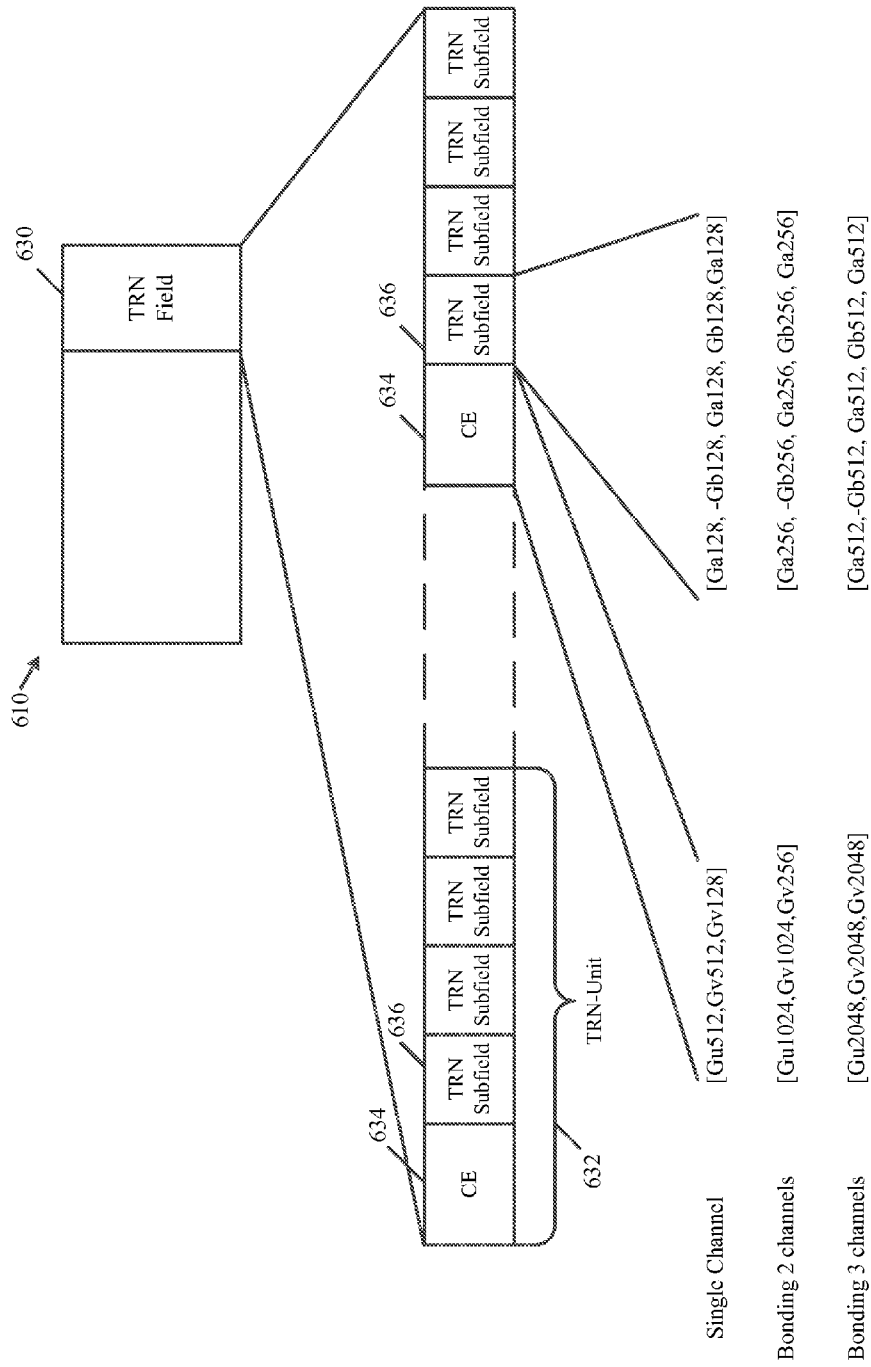 610
630
TRN
Field
634
636
CE
TRN
Subfield
TRN
Subfield
TRN
Subfield
TRN
Subfield
634
636
CE
TRN
Subfield
TRN
Subfield
TRN
Subfield
TRN
Subfield
632
TRN-Unit
Single Channel
[Gu512,Gv512,Gv128]
[Ga128, -Gb128, Ga128, Gb128,Ga128]
Bonding 2 channels
[Gu1024,Gv1024,Gv256]
[Ga256, -Gb256, Ga256, Gb256, Ga256]
Bonding 3 channels
[Gu2048,Gv2048,Gv2048]
[Ga512,-Gb512, Ga512, Gb512, Ga512]